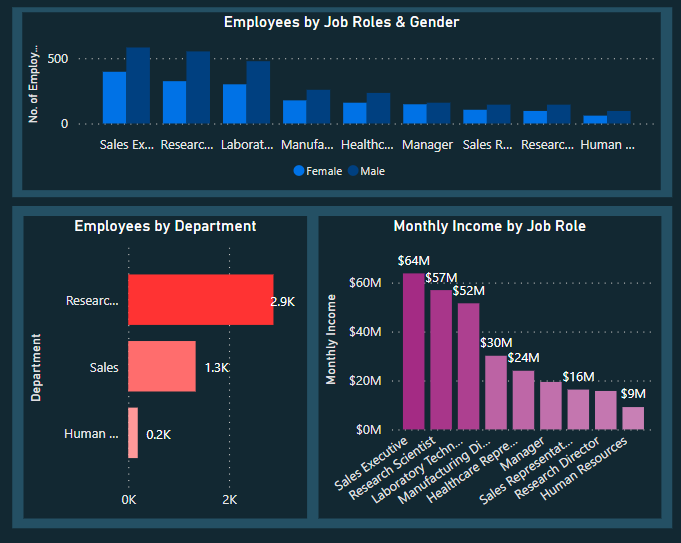 Employees by Job Roles & Gender
No. of Employ...
500
0
Sales Ex...
Researc...
Laborat...
Manufa...
Healthc...
Manager
Sales R...
Researc...
Human ...
Female
Male
Employees by Department
Department
Researc...
2.9K
Sales
1.3K
Human ...
0.2K
0K
2K
Monthly Income by Job Role
Monthly Income
$60M
$40M
$20M
$0M
$64M
$57M
$52M
$30M
$24M
$16M
$9M
Sales Executive
Research Scientist
Laboratory Techn...
Manufacturing Di...
Healthcare Repre...
Manager
Sales Representat...
Research Director
Human Resources